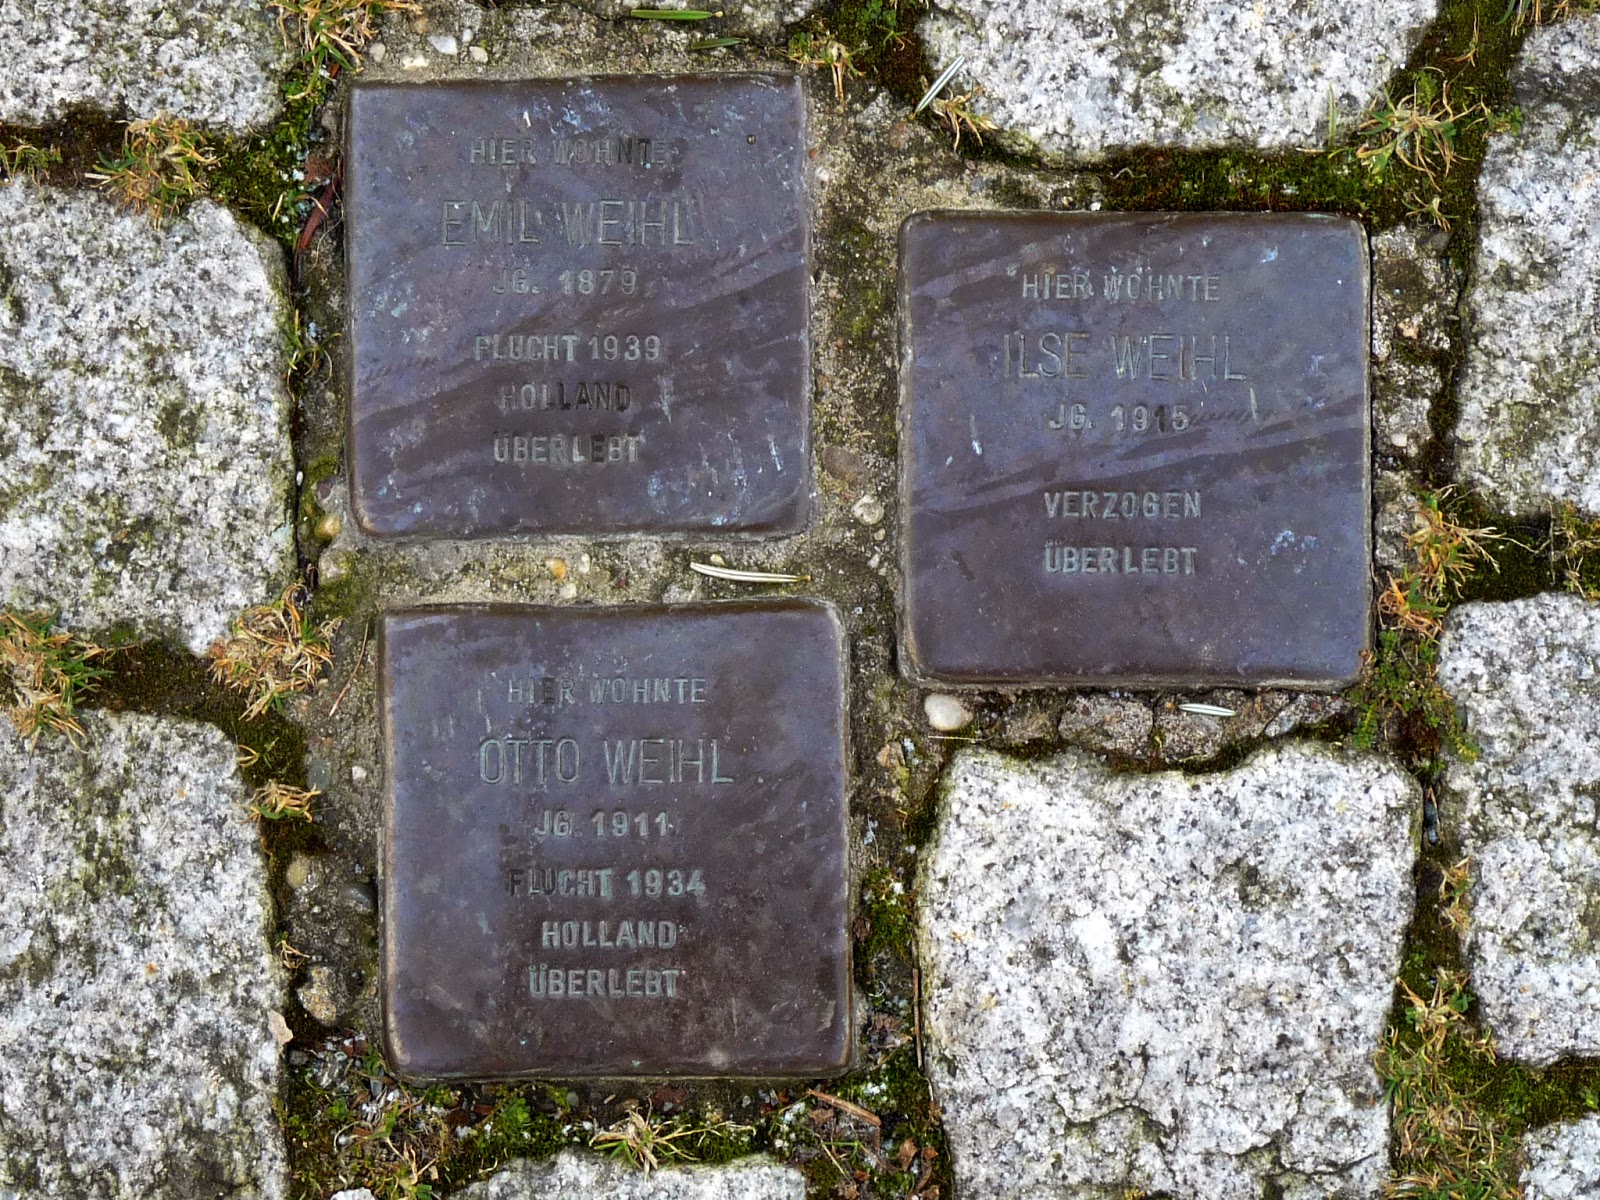 HIER WOHNTE
EMIL WEIHL
JG. 1879
FLUCHT 1939
HOLLAND
ÜBERLEBT
HIER WOHNTE
ILSE WEIHL
JG. 1915
VERZOGEN
ÜBERLEBT
HIER WOHNTE
OTTO WEIHL
JG. 1911
FLUCHT 1934
HOLLAND
ÜBERLEBT